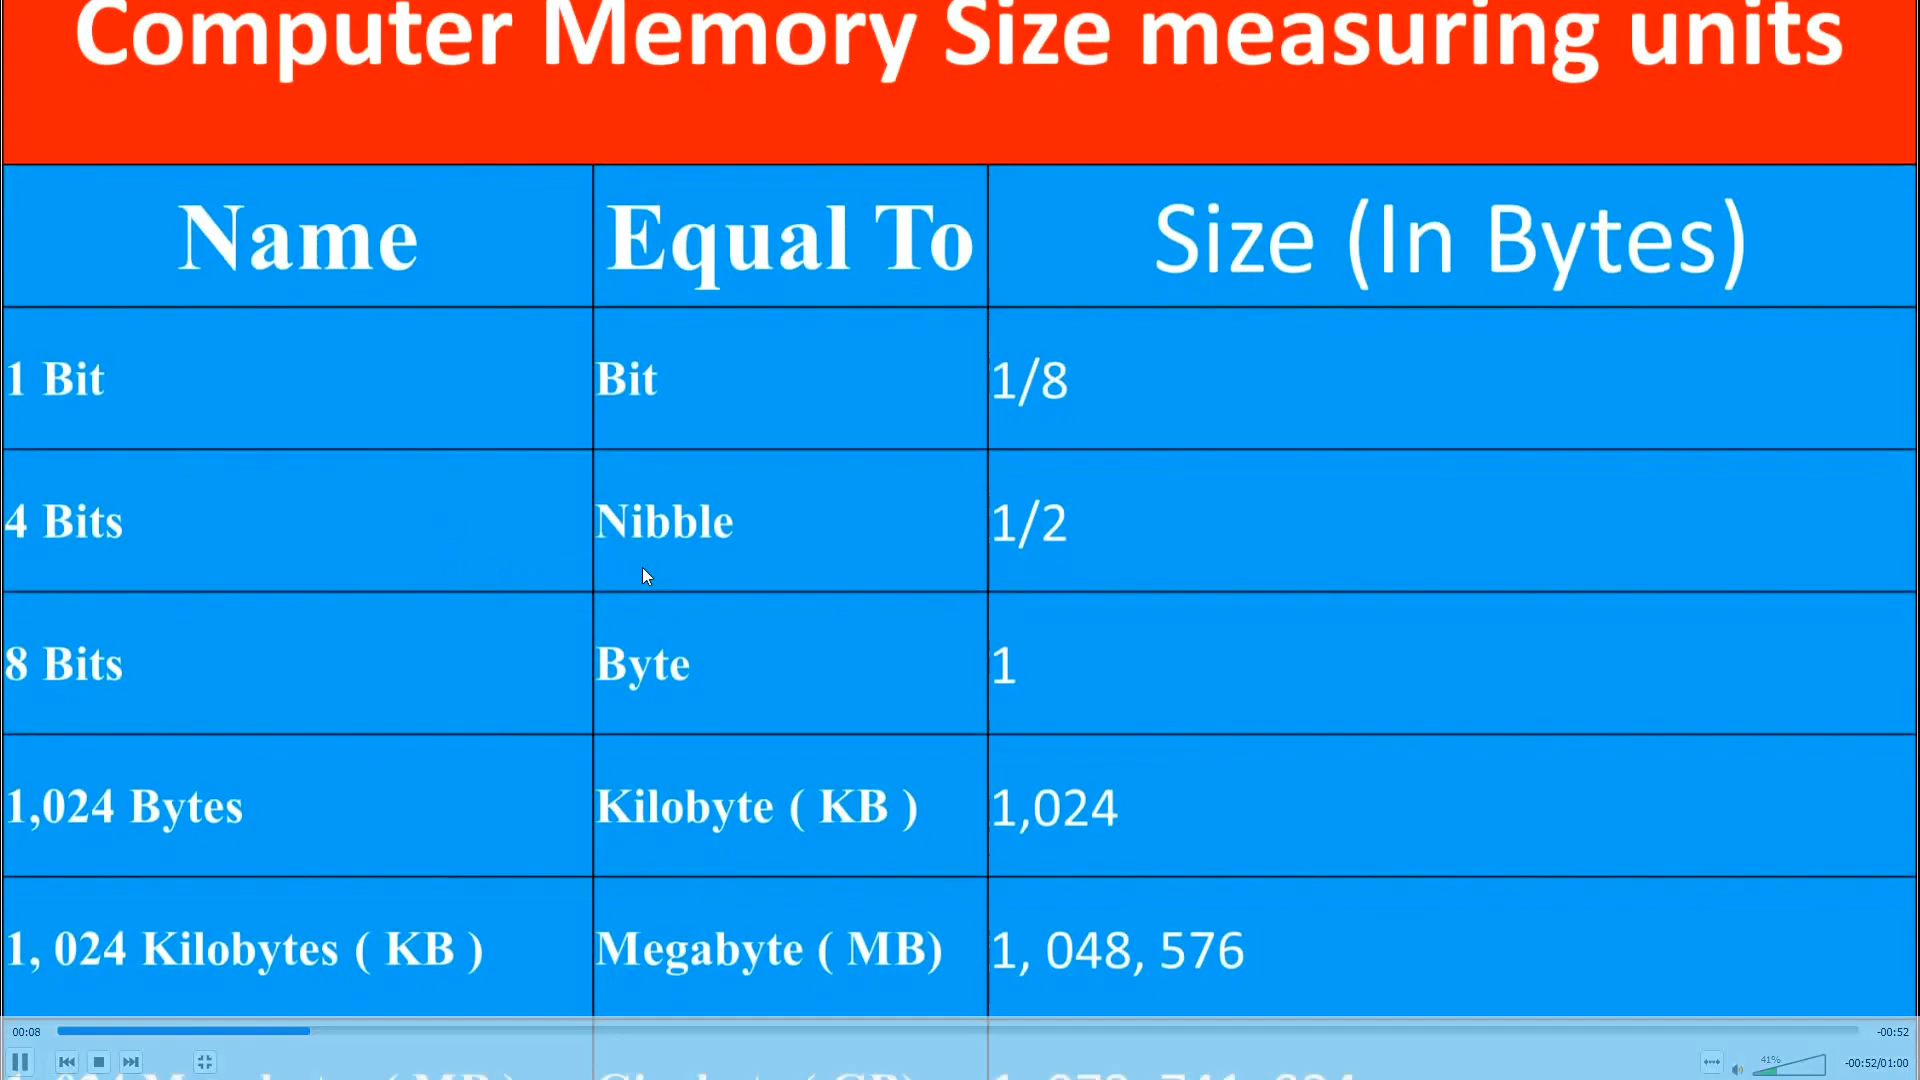 Computer Memory Size measuring units
Name Equal To Size (In Bytes)
1 Bit Bit 1/8
4 Bits Nibble 1/2
8 Bits Byte 1
1,024 Bytes Kilobyte ( KB ) 1,024
1, 024 Kilobytes ( KB ) Megabyte ( MB) 1, 048, 576
00:08 -00:52
41% -00:52/01:00